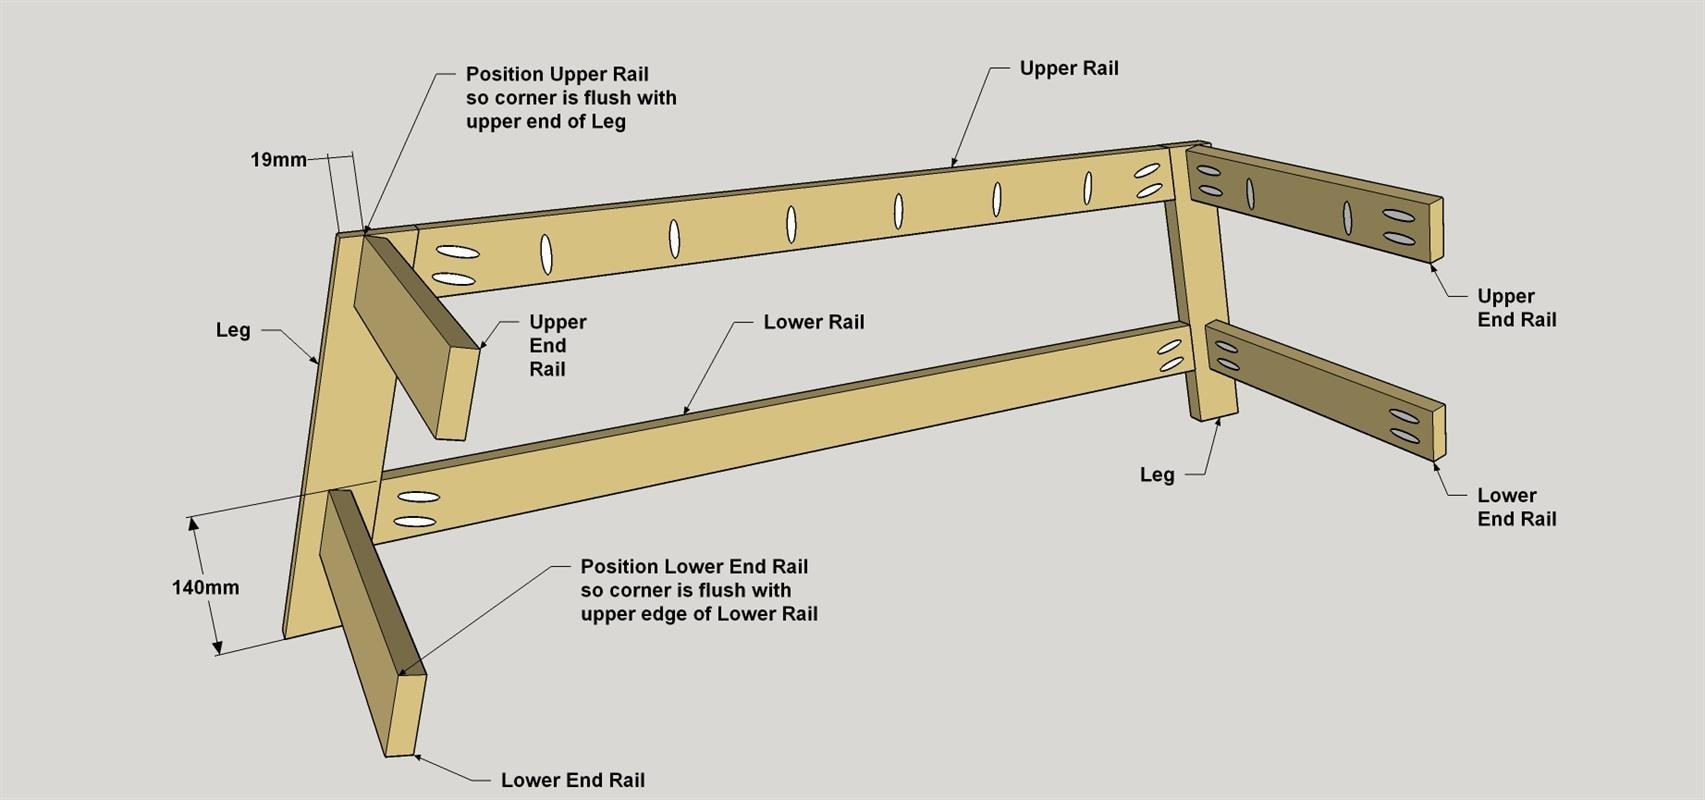 Position Upper Rail
so corner is flush with
upper end of Leg
Upper Rail
19mm
Leg
Upper
End
Rail
Lower Rail
Upper
End Rail
Leg
Lower
End Rail
140mm
Position Lower End Rail
so corner is flush with
upper edge of Lower Rail
Lower End Rail